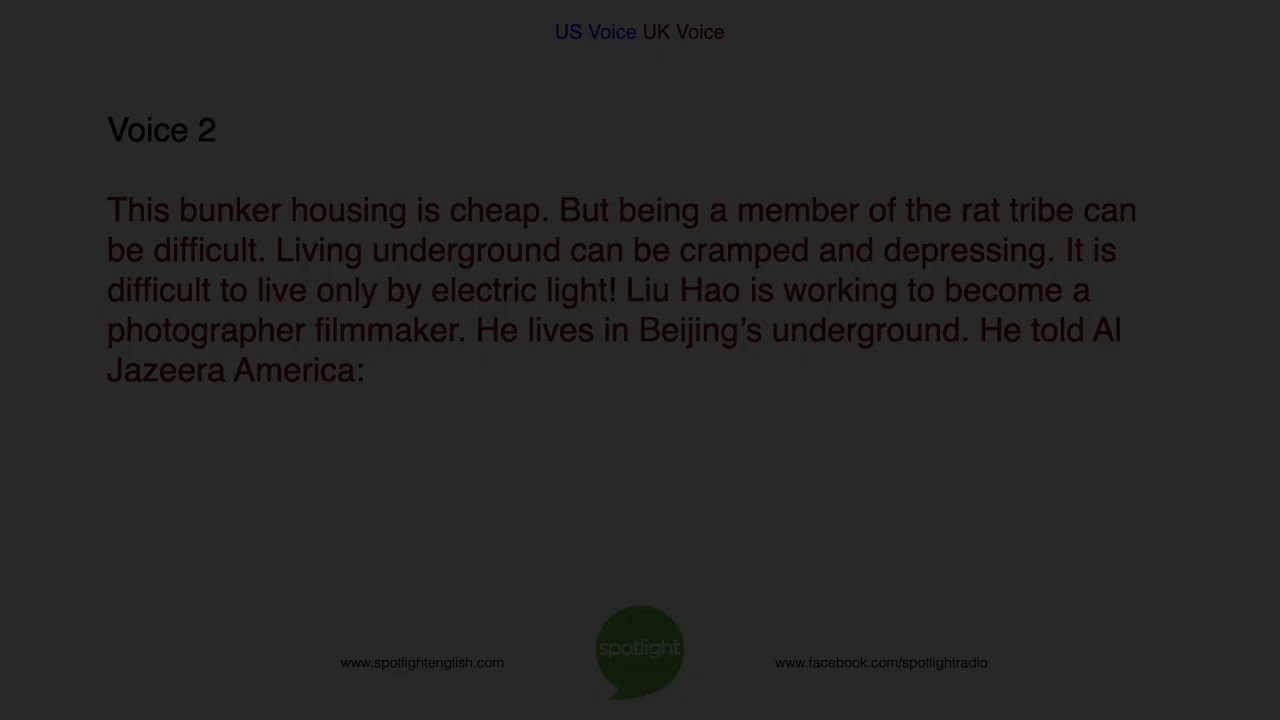 US Voice UK Voice
Voice 2
This bunker housing is cheap. But being a member of the rat tribe can
be difficult. Living underground can be cramped and depressing. It is
difficult to live only by electric light! Liu Hao is working to become a
photographer filmmaker. He lives in Beijing’s underground. He told Al
Jazeera America:
spotlight
www.spotlightenglish.com
www.facebook.com/spotlightradio